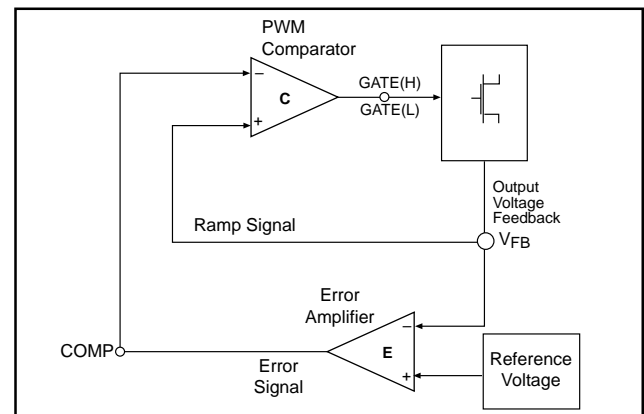 PWM
Comparator
−
C
+
GATE(H)
GATE(L)
Output
Voltage
Feedback
VFB
Ramp Signal
Error
Amplifier
−
E
+
COMP
Error
Signal
Reference
Voltage